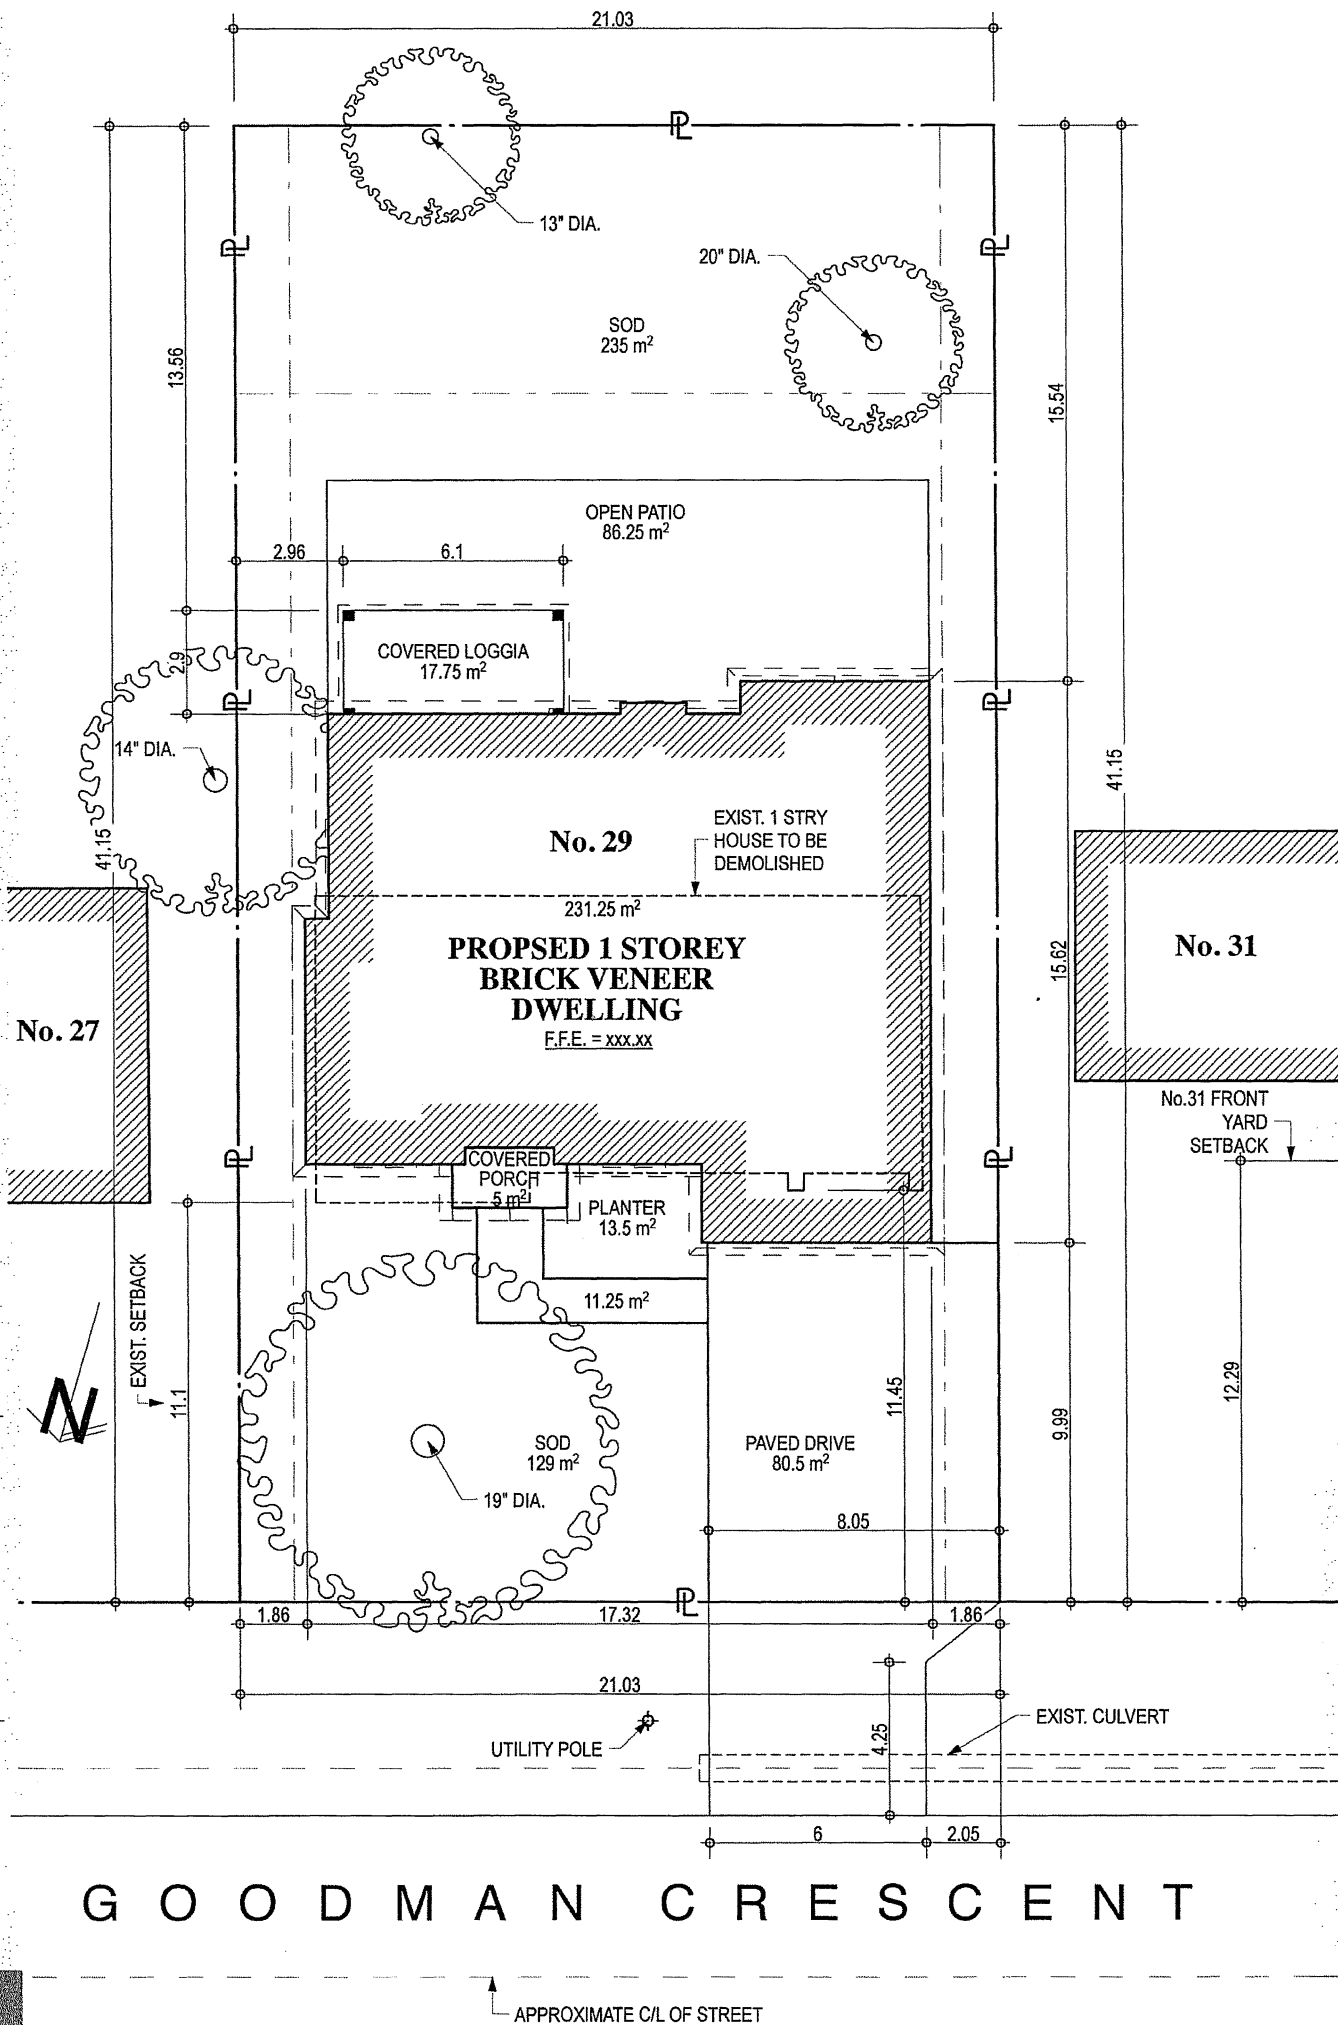 21.03
PL
13" DIA.
PL
PL
20" DIA.
SOD
235 m²
13.56
15.54
OPEN PATIO
86.25 m²
2.96
6.1
COVERED LOGGIA
17.75 m²
2.9
PL
PL
14" DIA.
41.15
41.15
No. 29
EXIST. 1 STRY
HOUSE TO BE
DEMOLISHED
231.25 m²
PROPSED 1 STOREY
BRICK VENEER
DWELLING
F.F.E. = xxx.xx
15.62
No. 31
No. 27
No.31 FRONT
YARD
SETBACK
PL
PL
COVERED
PORCH
5 m²
PLANTER
13.5 m²
11.25 m²
EXIST. SETBACK
N
11.1
11.45
9.99
12.29
SOD
129 m²
19" DIA.
PAVED DRIVE
80.5 m²
8.05
PL
1.86
17.32
1.86
21.03
UTILITY POLE
4.25
EXIST. CULVERT
6
2.05
GOODMAN CRESCENT
APPROXIMATE C/L OF STREET